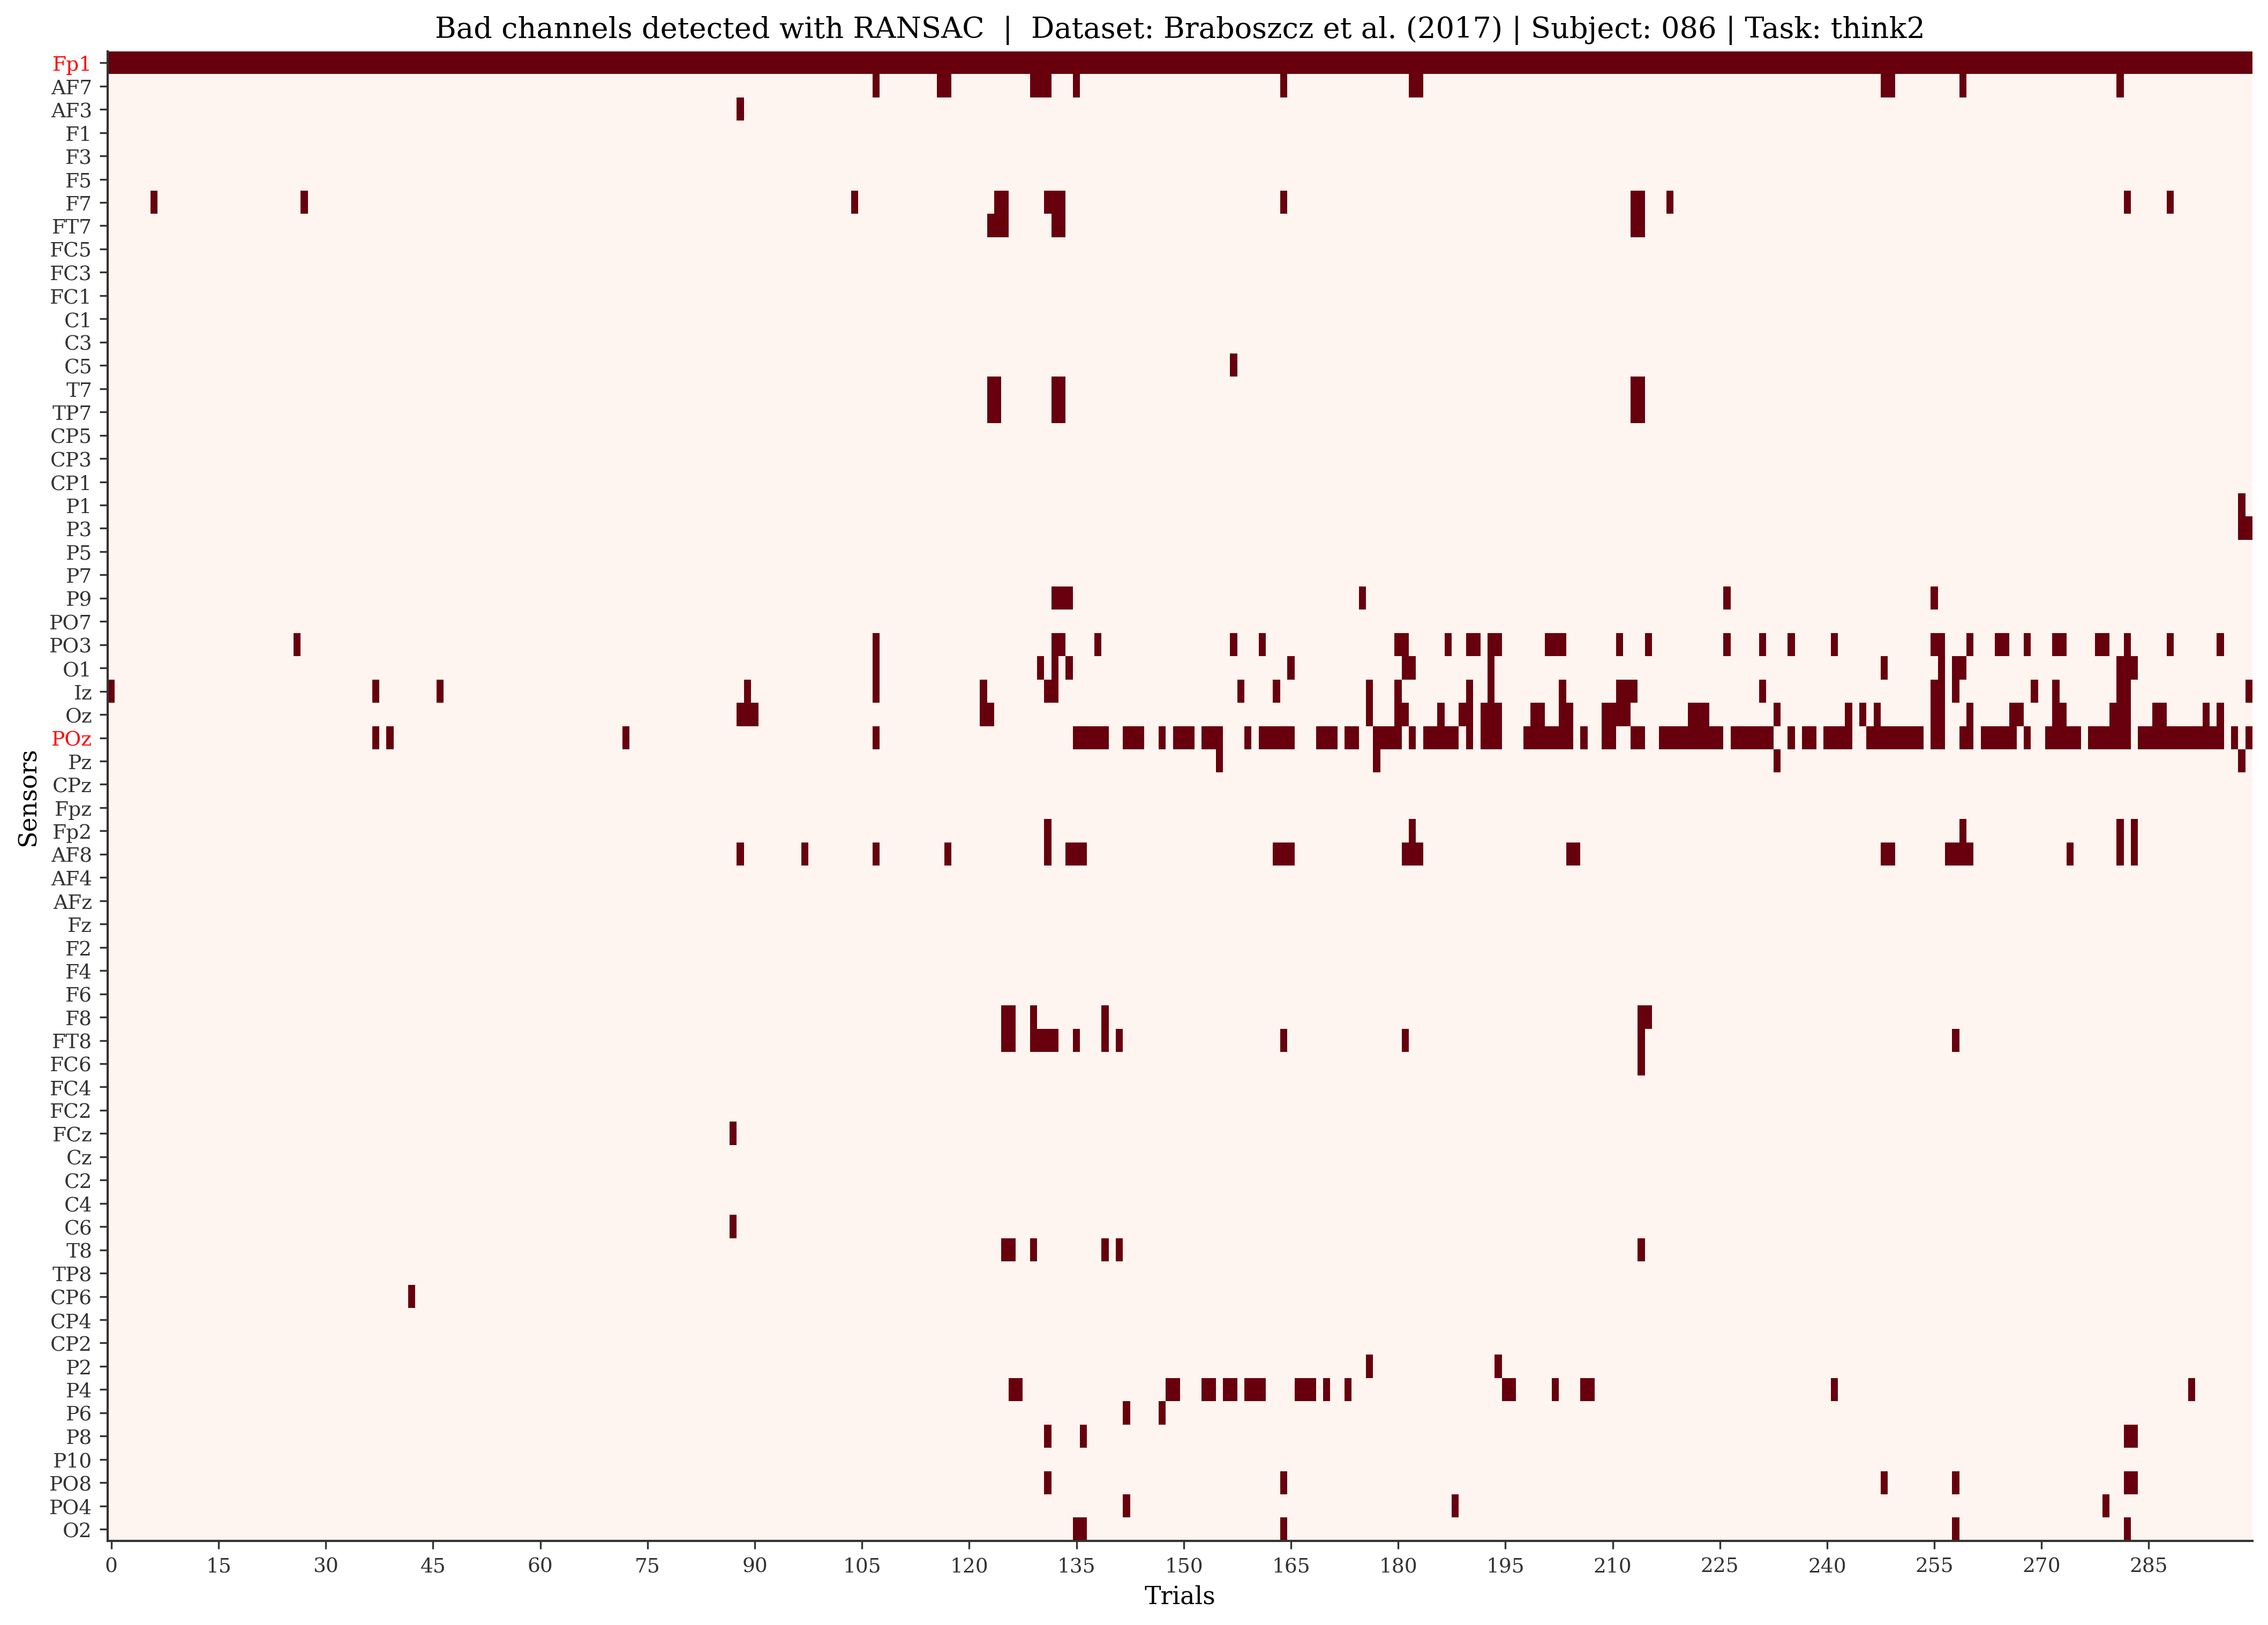 Bad channels detected with RANSAC | Dataset: Braboszcz et al. (2017) | Subject: 086 | Task: think2
Sensors
Fp1
AF7
AF3
F1
F3
F5
F7
FT7
FC5
FC3
FC1
C1
C3
C5
T7
TP7
CP5
CP3
CP1
P1
P3
P5
P7
P9
PO7
PO3
O1
Iz
Oz
POz
Pz
CPz
Fpz
Fp2
AF8
AF4
AFz
Fz
F2
F4
F6
F8
FT8
FC6
FC4
FC2
FCz
Cz
C2
C4
C6
T8
TP8
CP6
CP4
CP2
P2
P4
P6
P8
P10
PO8
PO4
O2
0 15 30 45 60 75 90 105 120 135 150 165 180 195 210 225 240 255 270 285
Trials